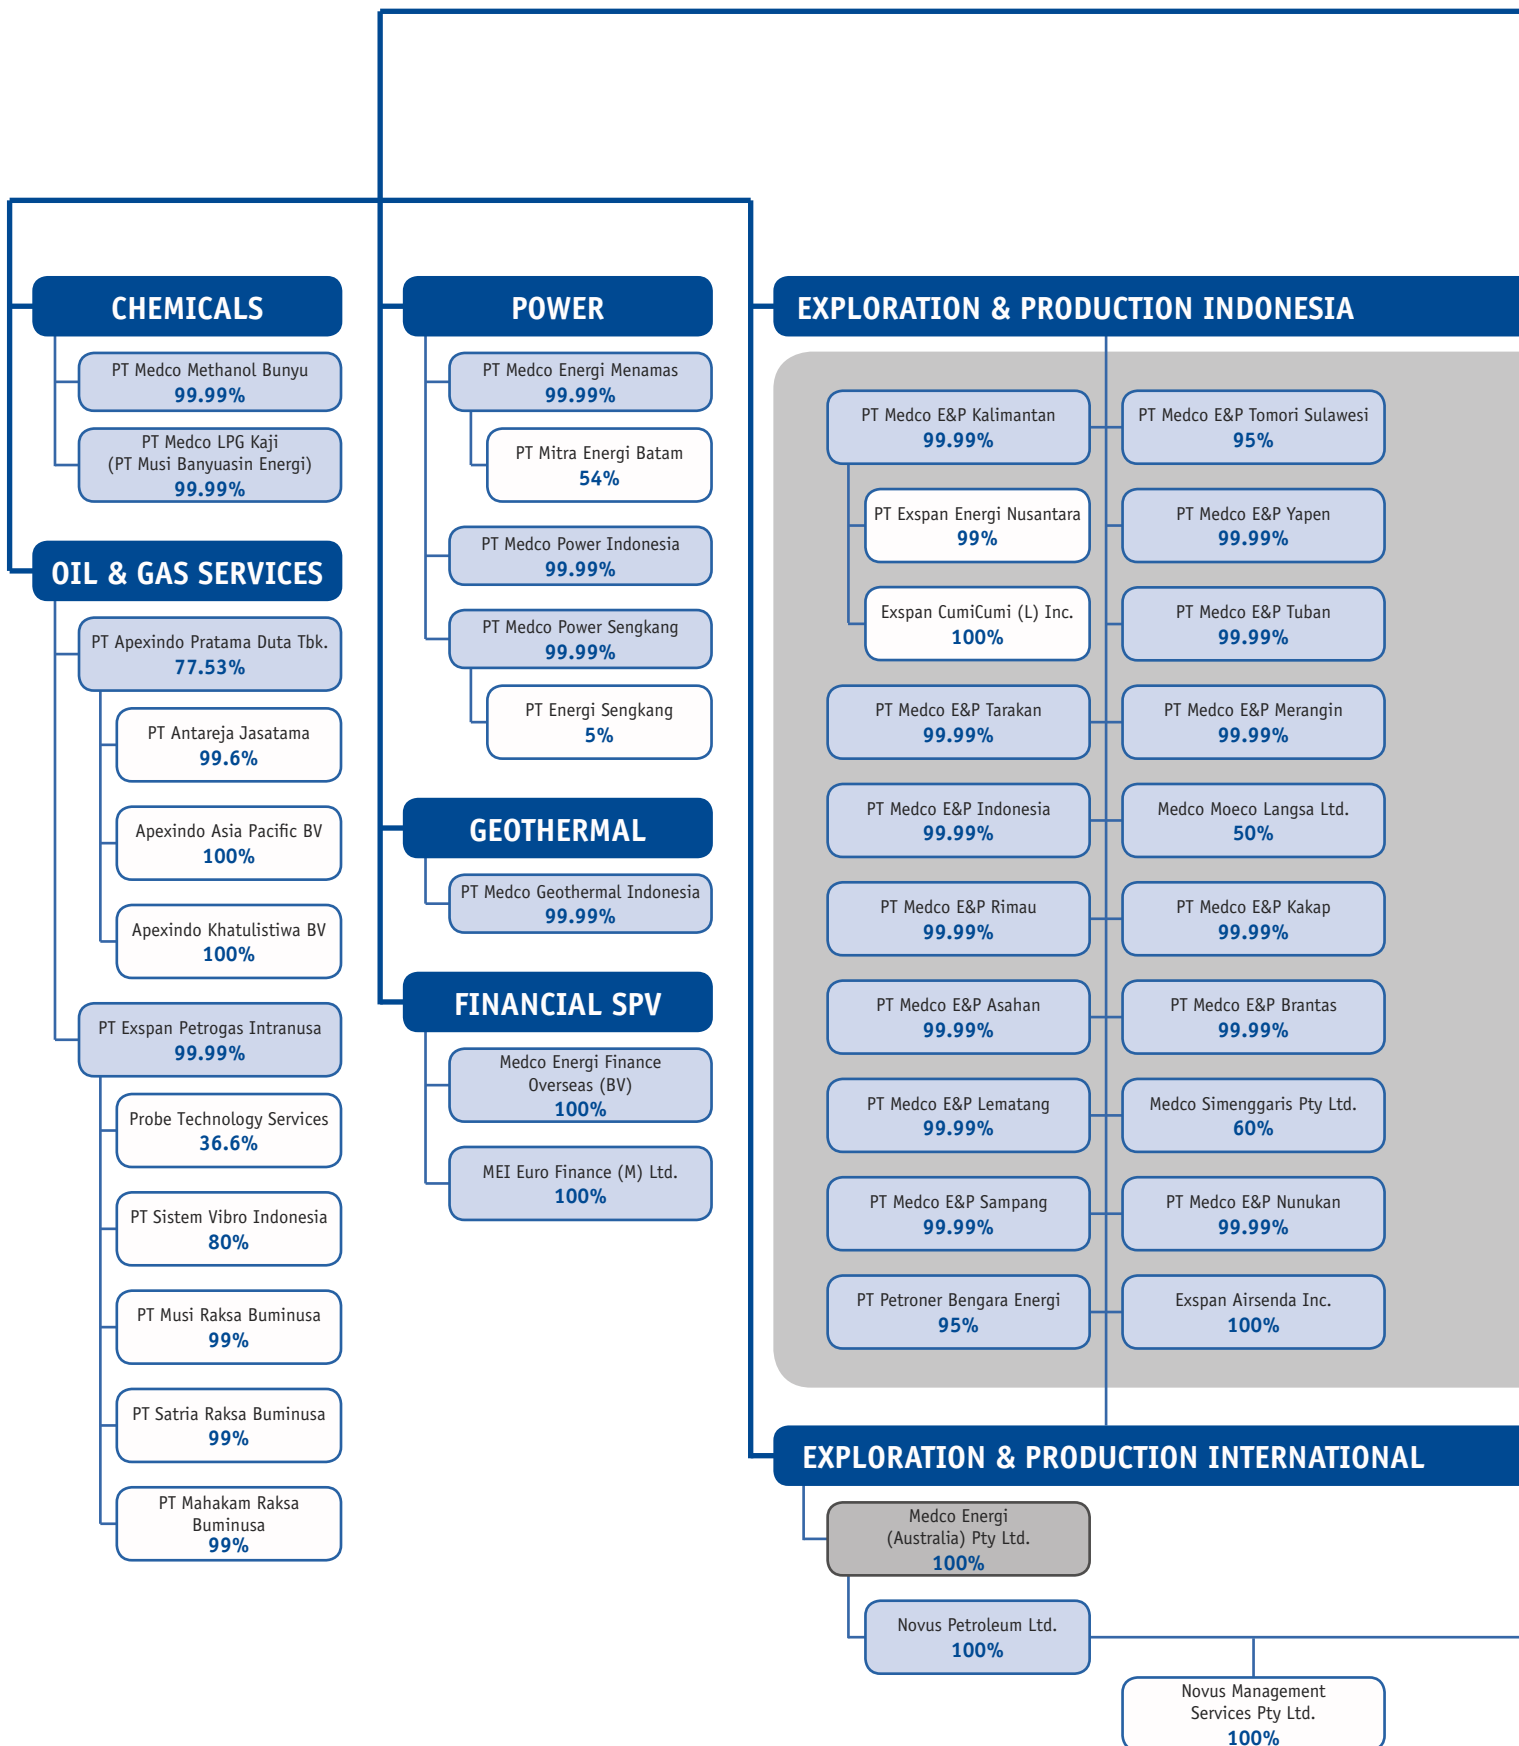 CHEMICALS
PT Medco Methanol Bunyu
99.99%
PT Medco LPG Kaji
(PT Musi Banyuasin Energi)
99.99%
OIL & GAS SERVICES
PT Apexindo Pratama Duta Tbk.
77.53%
PT Antareja Jasatama
99.6%
Apexindo Asia Pacific BV
100%
Apexindo Khatulistiwa BV
100%
PT Exspan Petrogas Intranusa
99.99%
Probe Technology Services
36.6%
PT Sistem Vibro Indonesia
80%
PT Musi Raksa Buminusa
99%
PT Satria Raksa Buminusa
99%
PT Mahakam Raksa
Buminusa
99%
POWER
PT Medco Energi Menamas
99.99%
PT Mitra Energi Batam
54%
PT Medco Power Indonesia
99.99%
PT Medco Power Sengkang
99.99%
PT Energi Sengkang
5%
GEOTHERMAL
PT Medco Geothermal Indonesia
99.99%
FINANCIAL SPV
Medco Energi Finance
Overseas (BV)
100%
MEI Euro Finance (M) Ltd.
100%
EXPLORATION & PRODUCTION INDONESIA
PT Medco E&P Kalimantan
99.99%
PT Exspan Energi Nusantara
99%
Exspan CumiCumi (L) Inc.
100%
PT Medco E&P Tarakan
99.99%
PT Medco E&P Indonesia
99.99%
PT Medco E&P Rimau
99.99%
PT Medco E&P Asahan
99.99%
PT Medco E&P Lematang
99.99%
PT Medco E&P Sampang
99.99%
PT Petroner Bengara Energi
95%
PT Medco E&P Tomori Sulawesi
95%
PT Medco E&P Yapen
99.99%
PT Medco E&P Tuban
99.99%
PT Medco E&P Merangin
99.99%
Medco Moeco Langsa Ltd.
50%
PT Medco E&P Kakap
99.99%
PT Medco E&P Brantas
99.99%
Medco Simenggaris Pty Ltd.
60%
PT Medco E&P Nunukan
99.99%
Exspan Airsenda Inc.
100%
EXPLORATION & PRODUCTION INTERNATIONAL
Medco Energi
(Australia) Pty Ltd.
100%
Novus Petroleum Ltd.
100%
Novus Management
Services Pty Ltd.
100%